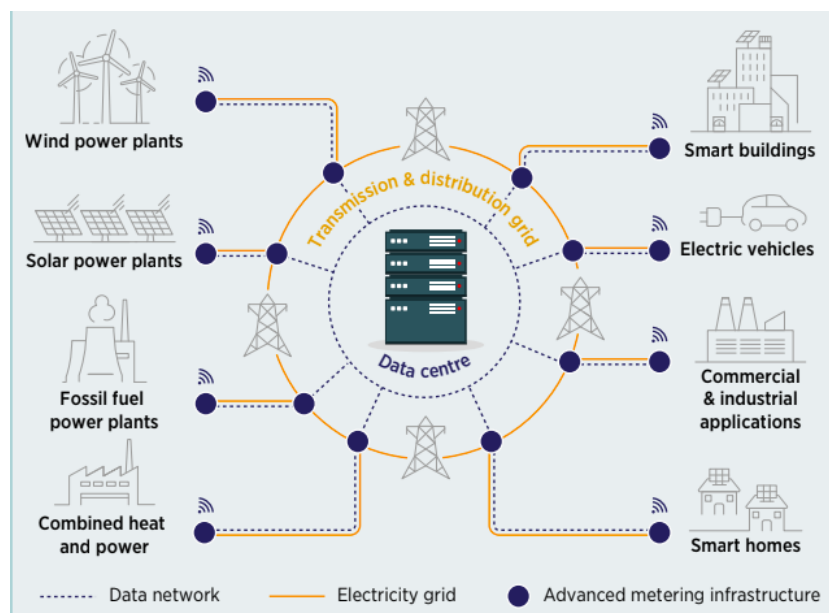 Wind power plants
Solar power plants
Fossil fuel
power plants
Combined heat
and power
Transmission & distribution grid
Data centre
Smart buildings
Electric vehicles
Commercial
& industrial
applications
Smart homes
Data network
Electricity grid
Advanced metering infrastructure